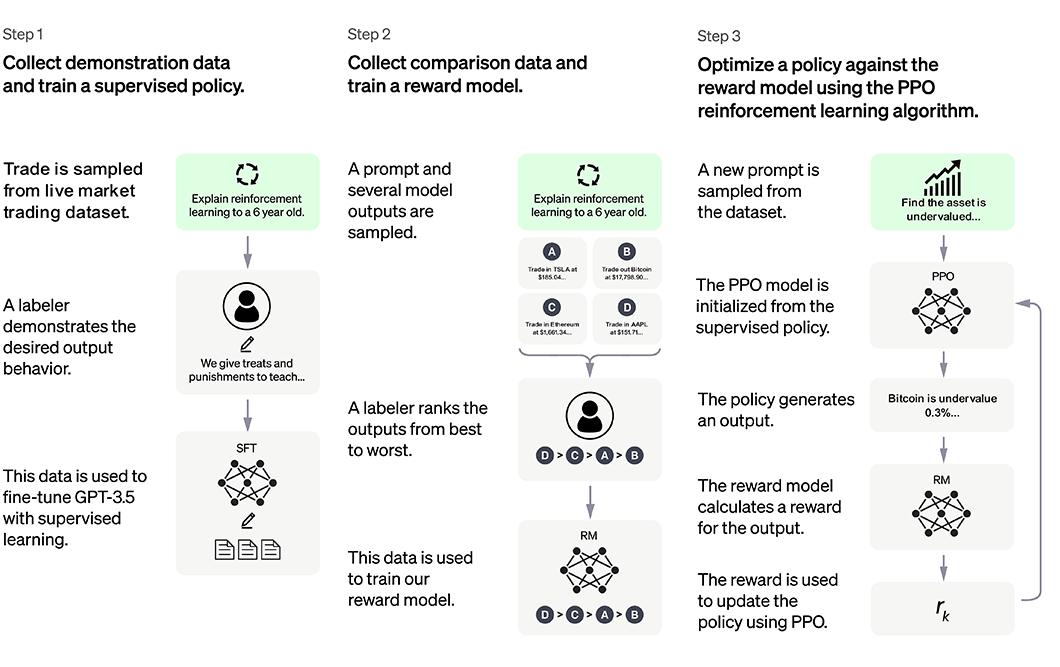 Step 1
Collect demonstration data
and train a supervised policy.
Trade is sampled
from live market
trading dataset.
Explain reinforcement
learning to a 6 year old.
A labeler
demonstrates the
desired output
behavior.
We give treats and
punishments to teach...
This data is used to
fine-tune GPT-3.5
with supervised
learning.
SFT
Step 2
Collect comparison data and
train a reward model.
A prompt and
several model
outputs are
sampled.
Explain reinforcement
learning to a 6 year old.
A
Trade in TSLA at
$185.04...
B
Trade out Bitcoin
at $17,798.90...
C
Trade in Ethereum
at $1,661.34...
D
Trade in AAPL
at $151.71...
A labeler ranks the
outputs from best
to worst.
D > C > A > B
This data is used
to train our
reward model.
RM
D > C > A > B
Step 3
Optimize a policy against the
reward model using the PPO
reinforcement learning algorithm.
A new prompt is
sampled from
the dataset.
Find the asset is
undervalued...
The PPO model is
initialized from the
supervised policy.
PPO
The policy generates
an output.
Bitcoin is undervalue
0.3%...
The reward model
calculates a reward
for the output.
RM
The reward is used
to update the
policy using PPO.
rk